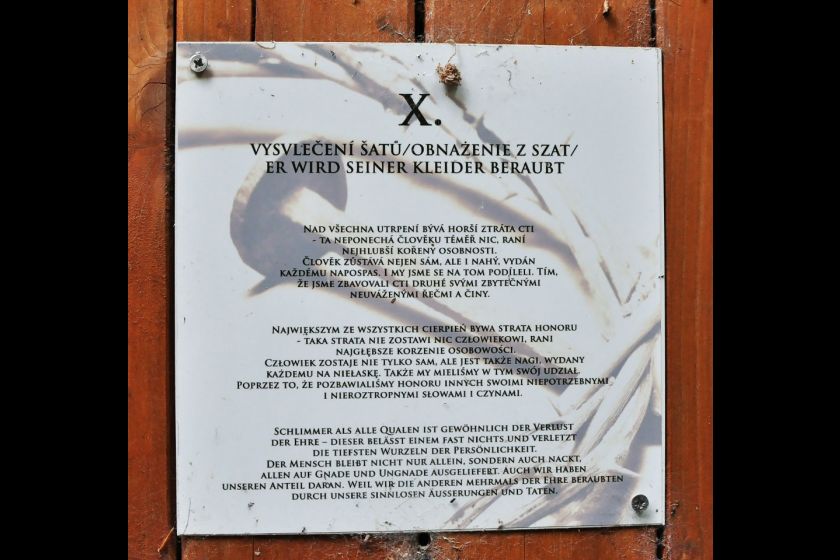 X.
VYSVLEČENÍ ŠATŮ/OBNAŻENIE Z SZAT/
ER WIRD SEINER KLEIDER BERAUBT
NAD VŠECHNA UTRPENÍ BÝVÁ HORŠÍ ZTRÁTA CTI
- TA NEPONECHÁ ČLOVĚKU TÉMĚŘ NIC, RANÍ
NEJHLUBŠÍ KOŘENY OSOBNOSTI.
ČLOVĚK ZŮSTÁVÁ NEJEN SÁM, ALE I NAHÝ, VYDÁN
KAŽDÉMU NAPOSPAS. I MY JSME SE NA TOM PODÍLELI. TÍM,
ŽE JSME ZBAVOVALI CTI DRUHÉ SVÝMI ZBYTEČNÝMI
NEUVÁŽENÝMI ŘEČMI A ČINY.
NAJWIĘKSZYM ZE WSZYSTKICH CIERPIEŃ BYWA STRATA HONORU
- TAKA STRATA NIE ZOSTAWI NIC CZŁOWIEKOWI, RANI
NAJGŁĘBSZE KORZENIE OSOBOWOŚCI.
CZŁOWIEK ZOSTAJE NIE TYLKO SAM, ALE JEST TAKŻE NAGI, WYDANY
KAŻDEMU NA NIEŁASKĘ. TAKŻE MY MIELIŚMY W TYM SWÓJ UDZIAŁ.
POPRZEZ TO, ŻE POZBAWIALIŚMY HONORU INNYCH SWOIMI NIEPOTRZEBNYMI
I NIEROZTROPNYMI SŁOWAMI I CZYNAMI.
SCHLIMMER ALS ALLE QUALEN IST GEWÖHNLICH DER VERLUST
DER EHRE – DIESER BELÄSST EINEM FAST NICHTS UND VERLETZT
DIE TIEFSTEN WURZELN DER PERSÖNLICHKEIT.
DER MENSCH BLEIBT NICHT NUR ALLEIN, SONDERN AUCH NACKT,
ALLEN AUF GNADE UND UNGNADE AUSGELIEFERT. AUCH WIR HABEN
UNSEREN ANTEIL DARAN. WEIL WIR DIE ANDEREN MEHRMALS DER EHRE BERAUBTEN
DURCH UNSERE SINNLOSEN ÄUSSERUNGEN UND TATEN.